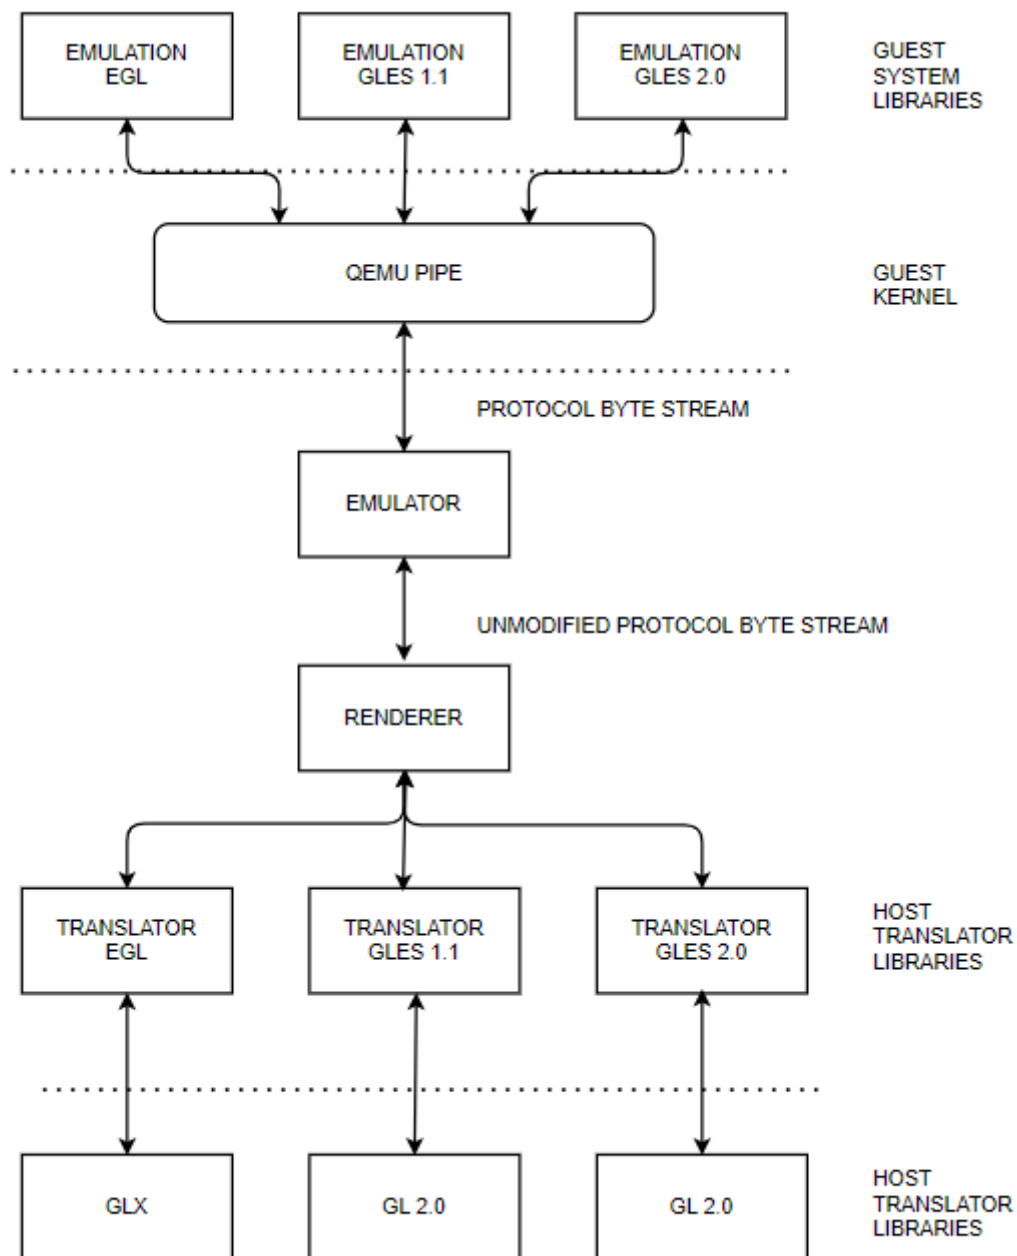 EMULATION
EGL
EMULATION
GLES 1.1
EMULATION
GLES 2.0
GUEST
SYSTEM
LIBRARIES
QEMU PIPE
GUEST
KERNEL
PROTOCOL BYTE STREAM
EMULATOR
UNMODIFIED PROTOCOL BYTE STREAM
RENDERER
TRANSLATOR
EGL
TRANSLATOR
GLES 1.1
TRANSLATOR
GLES 2.0
HOST
TRANSLATOR
LIBRARIES
GLX
GL 2.0
GL 2.0
HOST
TRANSLATOR
LIBRARIES